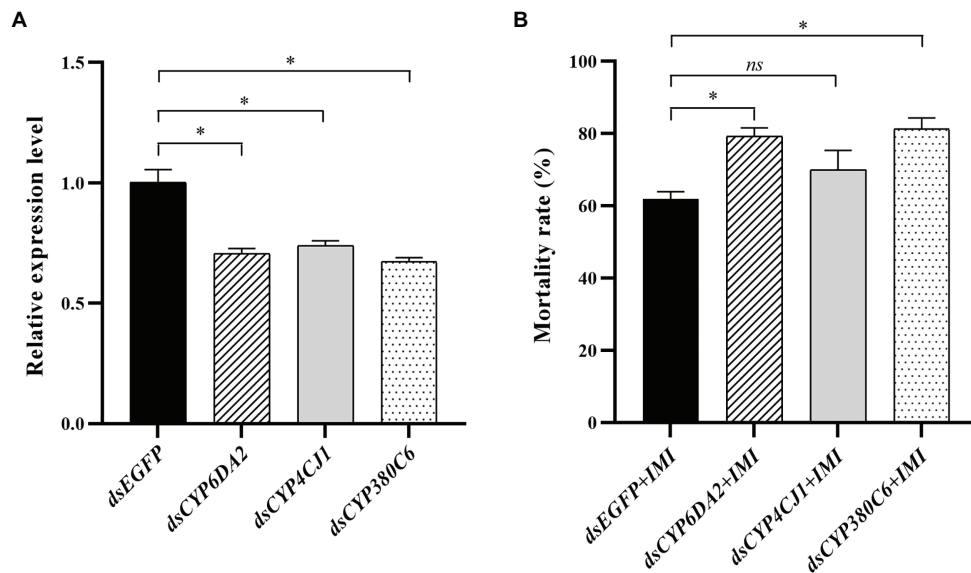 A
Relative expression level
1.5
1.0
0.5
0.0
*
*
*
dsEGFP
dsCYP6DA2
dsCYP4CJ1
dsCYP380C6
B
Mortality rate (%)
100
80
60
40
20
0
*
ns
*
dsEGFP+IMI
dsCYP6DA2+IMI
dsCYP4CJ1+IMI
dsCYP380C6+IMI